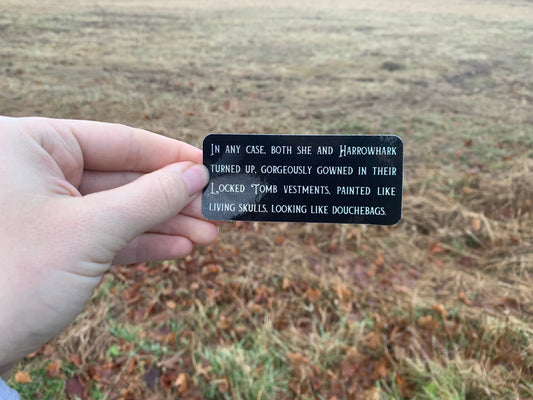 In any case, both she and Harrowhark
turned up, gorgeously gowned in their
Locked Tomb vestments, painted like
living skulls, looking like douchebags.